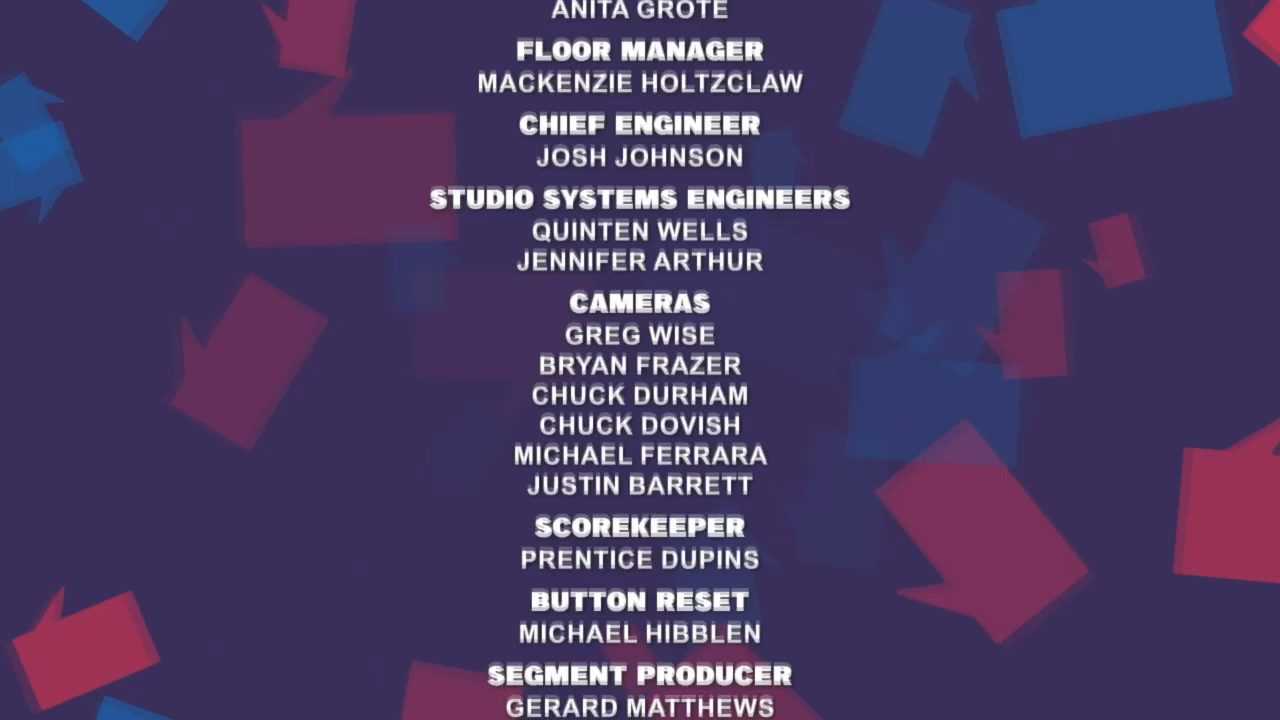 ANITA GROTE
FLOOR MANAGER
MACKENZIE HOLTZCLAW
CHIEF ENGINEER
JOSH JOHNSON
STUDIO SYSTEMS ENGINEERS
QUINTEN WELLS
JENNIFER ARTHUR
CAMERAS
GREG WISE
BRYAN FRAZER
CHUCK DURHAM
CHUCK DOVISH
MICHAEL FERRARA
JUSTIN BARRETT
SCOREKEEPER
PRENTICE DUPINS
BUTTON RESET
MICHAEL HIBBLEN
SEGMENT PRODUCER
GERARD MATTHEWS